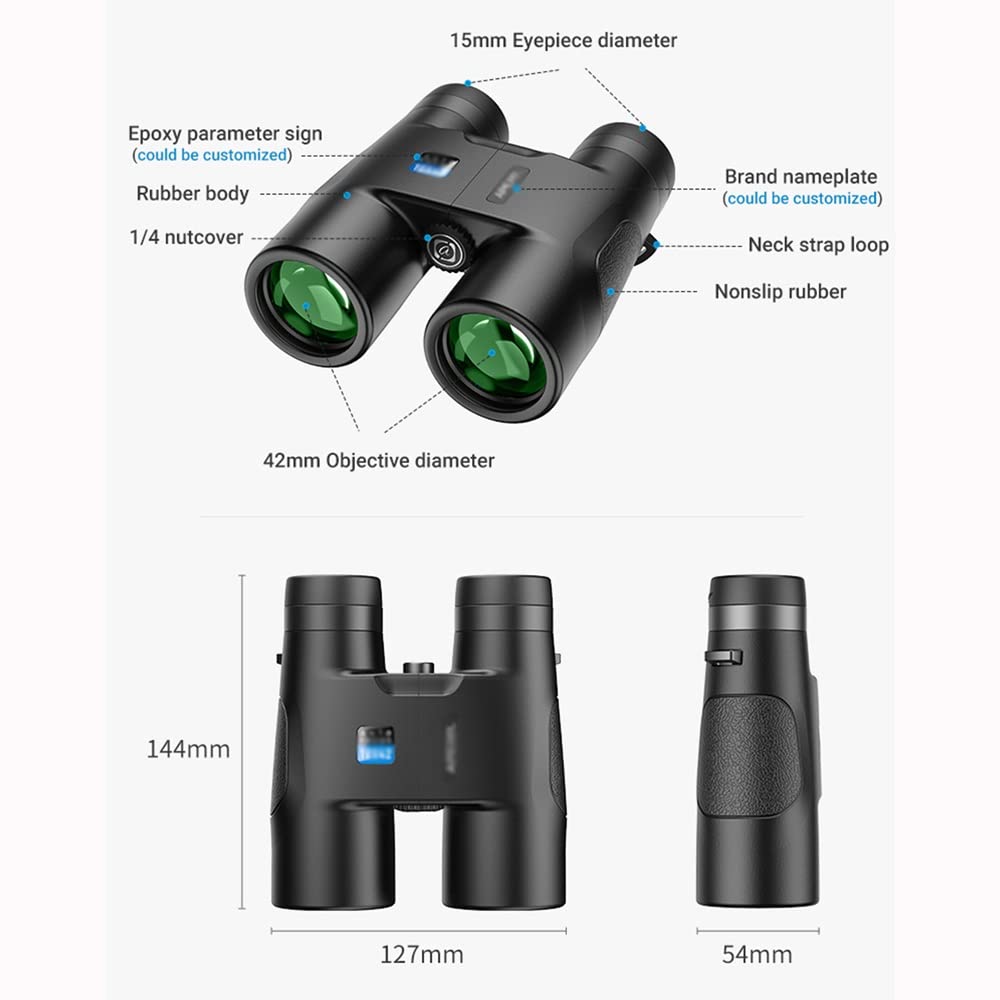 15mm Eyepiece diameter
Epoxy parameter sign
(could be customized)
Brand nameplate
(could be customized)
Rubber body
1/4 nutcover
Neck strap loop
Nonslip rubber
42mm Objective diameter
144mm
127mm
54mm